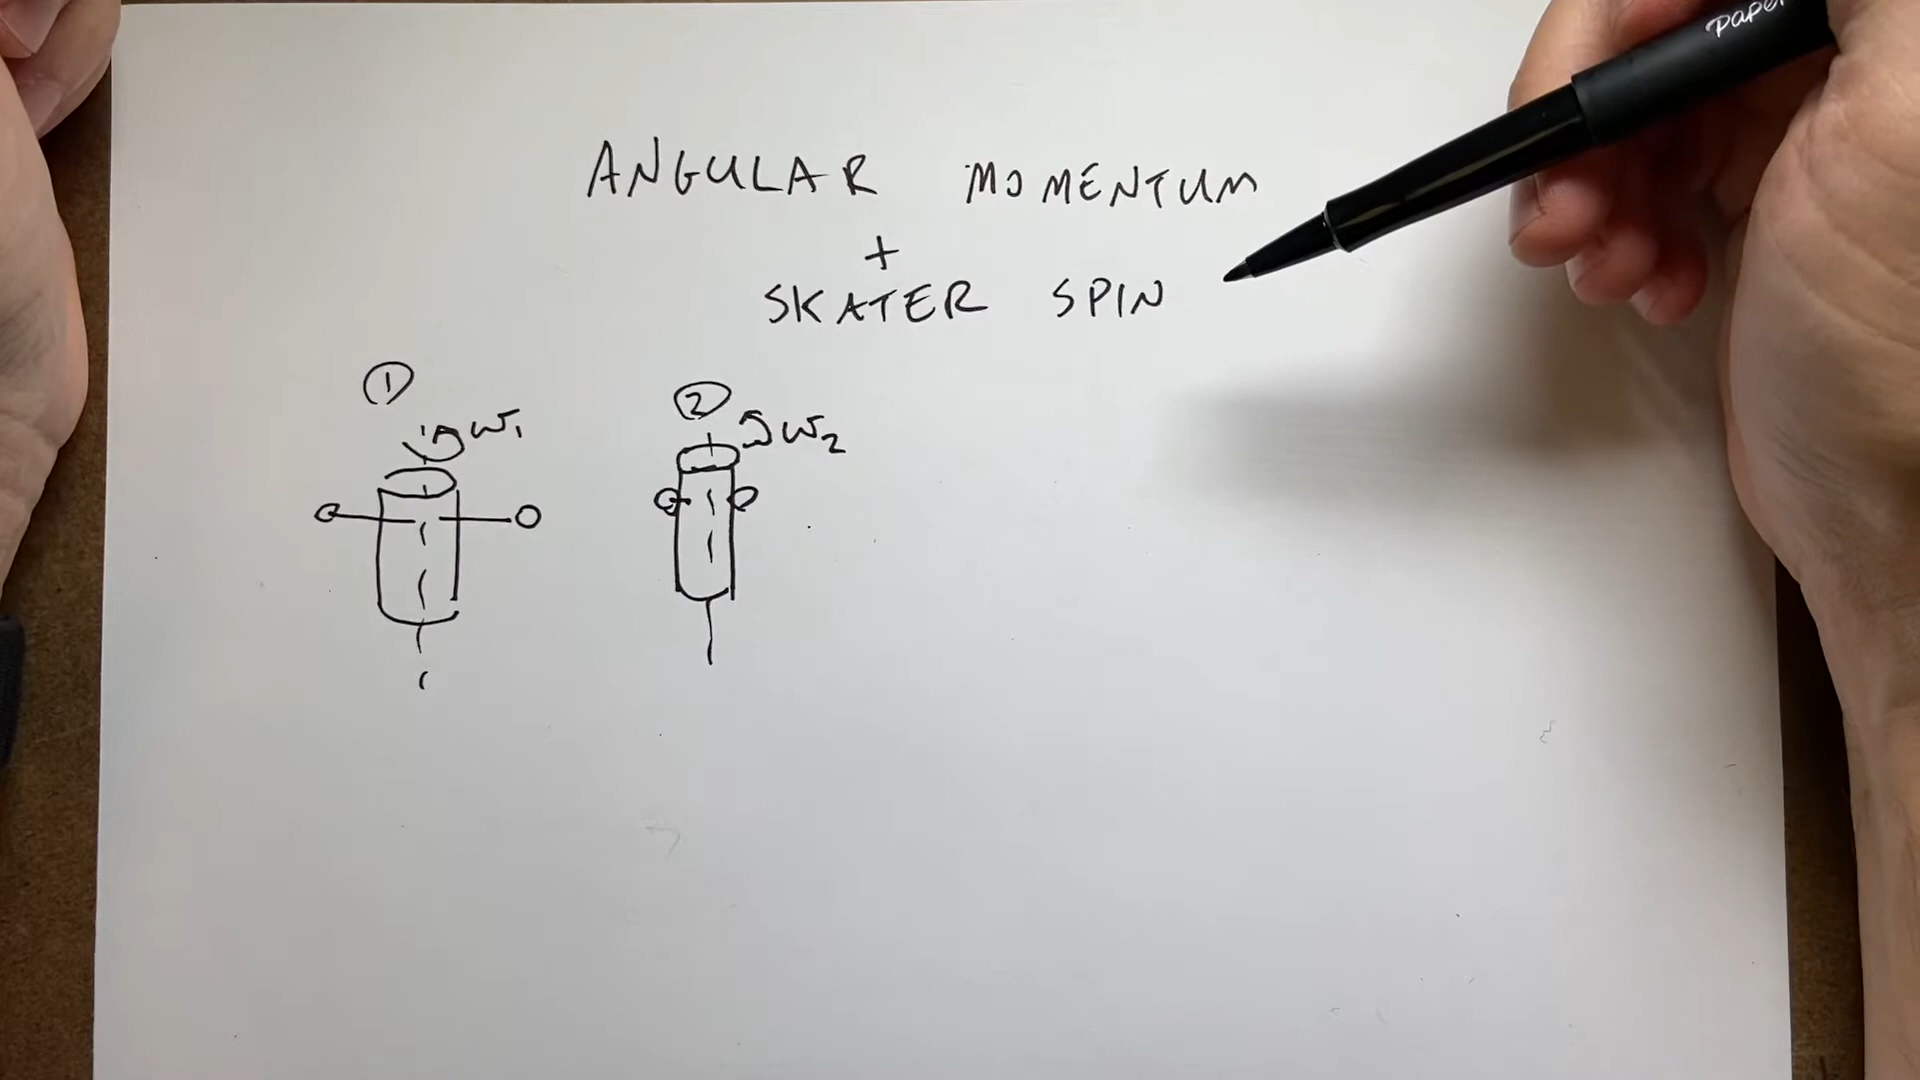 paper
ANGULAR MOMENTUM
+
SKATER SPIN
① ②
ω₁ ω₂